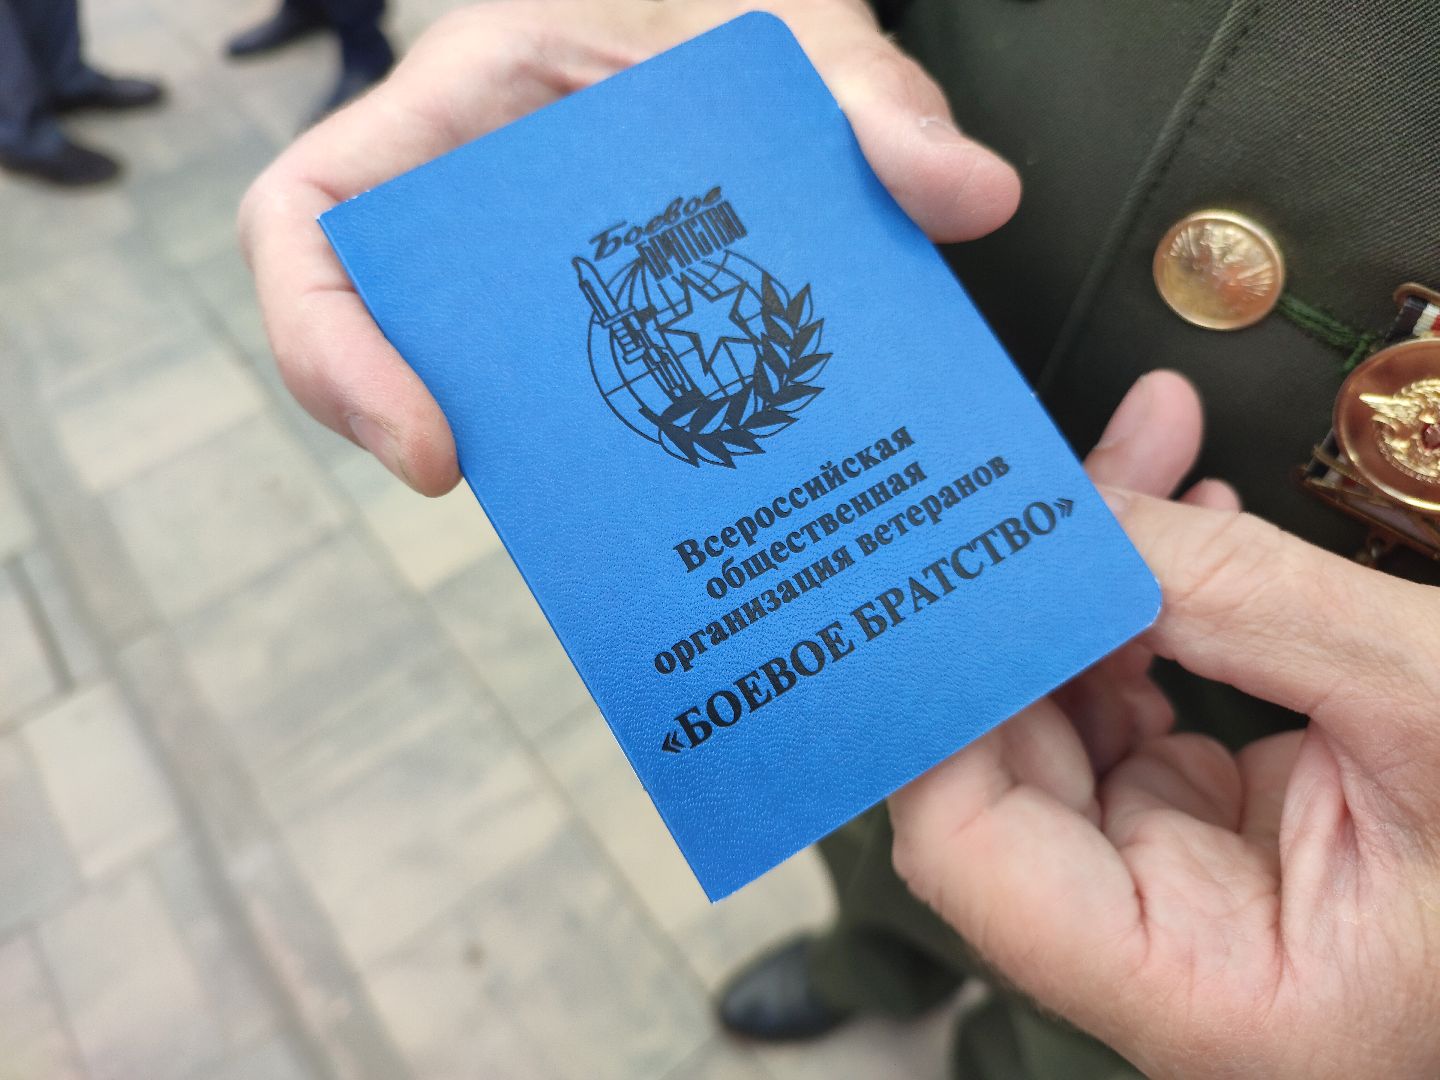 Боевое
БРАТСТВО
Всероссийская
общественная
организация ветеранов
«БОЕВОЕ БРАТСТВО»